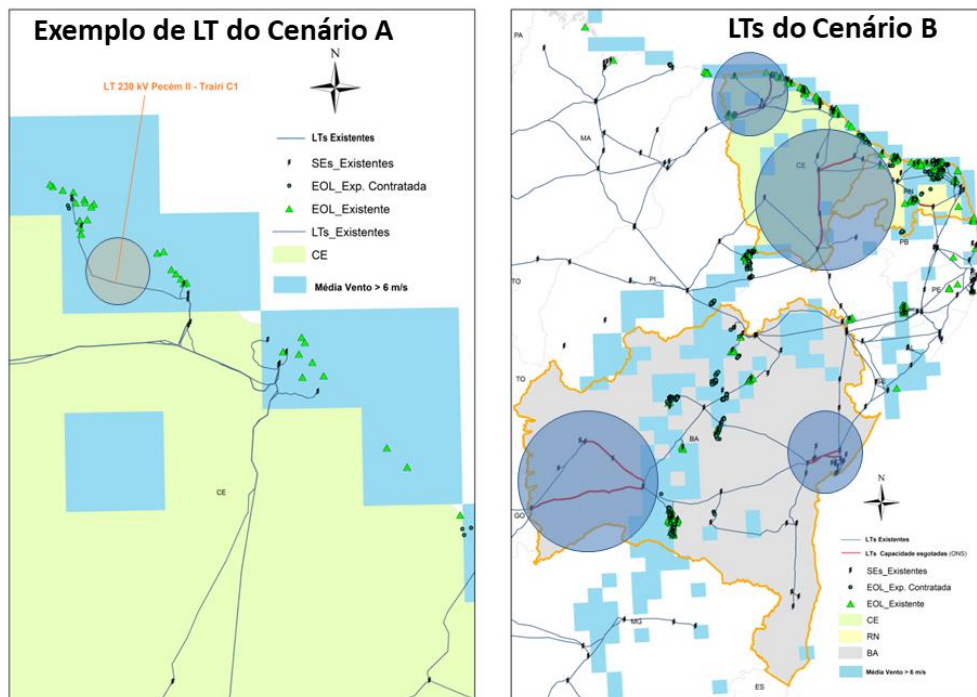 Exemplo de LT do Cenário A
LT 230 kV Pecém II - Trairi C1
N
LTs Existentes
SEs_Existentes
EOL_Exp. Contratada
EOL_Existente
LTs_Existentes
CE
Média Vento > 6 m/s
CE
LTs do Cenário B
PA
MA
CE
RN
PB
PI
PE
TO
AL
SE
TO
BA
GO
N
LTs Existentes
LTs Capacidade esgotadas (ONS)
SEs_Existentes
EOL_Exp. Contratada
EOL_Existente
CE
RN
BA
Média Vento > 6 m/s
MG
ES